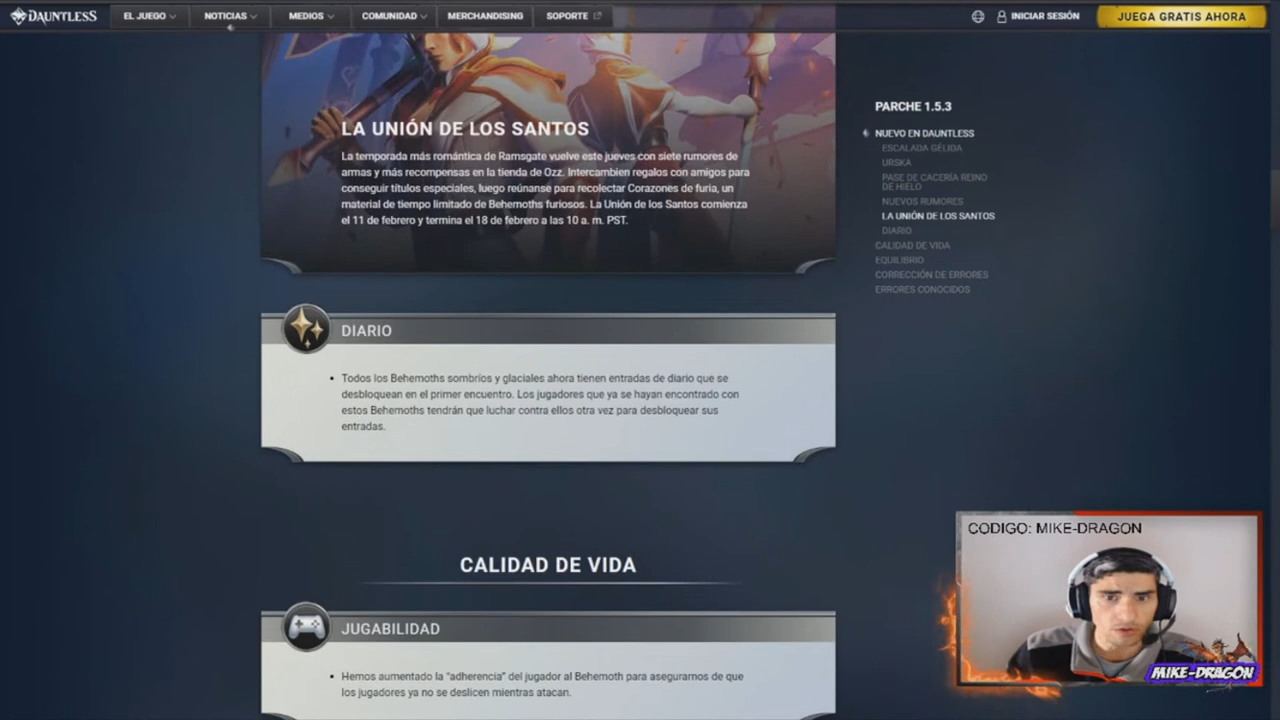 DAUNTLESS
EL JUEGO
NOTICIAS
MEDIOS
COMUNIDAD
MERCHANDISING
SOPORTE
INICIAR SESIÓN
JUEGA GRATIS AHORA
LA UNIÓN DE LOS SANTOS
La temporada más romántica de Ramsgate vuelve este jueves con siete rumores de
armas y más recompensas en la tienda de Ozz. Intercambien regalos con amigos para
conseguir títulos especiales, luego reúnanse para recolectar Corazones de furia, un
material de tiempo limitado de Behemoths furiosos. La Unión de los Santos comienza
el 11 de febrero y termina el 18 de febrero a las 10 a. m. PST.
PARCHE 1.5.3
NUEVO EN DAUNTLESS
ESCALADA GÉLIDA
URSKA
PASE DE CACERÍA REINO
DE HIELO
NUEVOS RUMORES
LA UNIÓN DE LOS SANTOS
DIARIO
CALIDAD DE VIDA
EQUILIBRIO
CORRECCIÓN DE ERRORES
ERRORES CONOCIDOS
DIARIO
• Todos los Behemoths sombríos y glaciales ahora tienen entradas de diario que se
desbloquean en el primer encuentro. Los jugadores que ya se hayan encontrado con
estos Behemoths tendrán que luchar contra ellos otra vez para desbloquear sus
entradas.
CALIDAD DE VIDA
JUGABILIDAD
• Hemos aumentado la "adherencia" del jugador al Behemoth para asegurarnos de que
los jugadores ya no se deslicen mientras atacan.
CODIGO: MIKE-DRAGON
MIKE-DRAGON